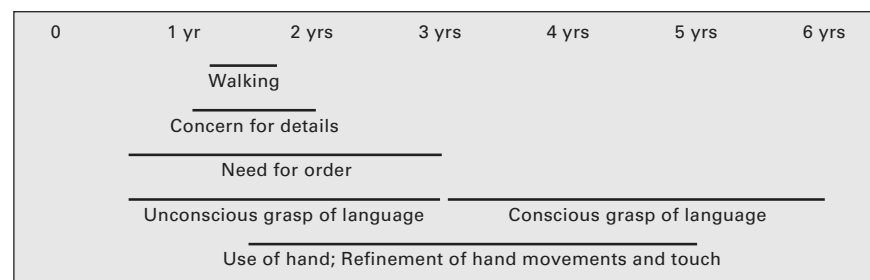 0 1 yr 2 yrs 3 yrs 4 yrs 5 yrs 6 yrs
Walking
Concern for details
Need for order
Unconscious grasp of language Conscious grasp of language
Use of hand; Refinement of hand movements and touch